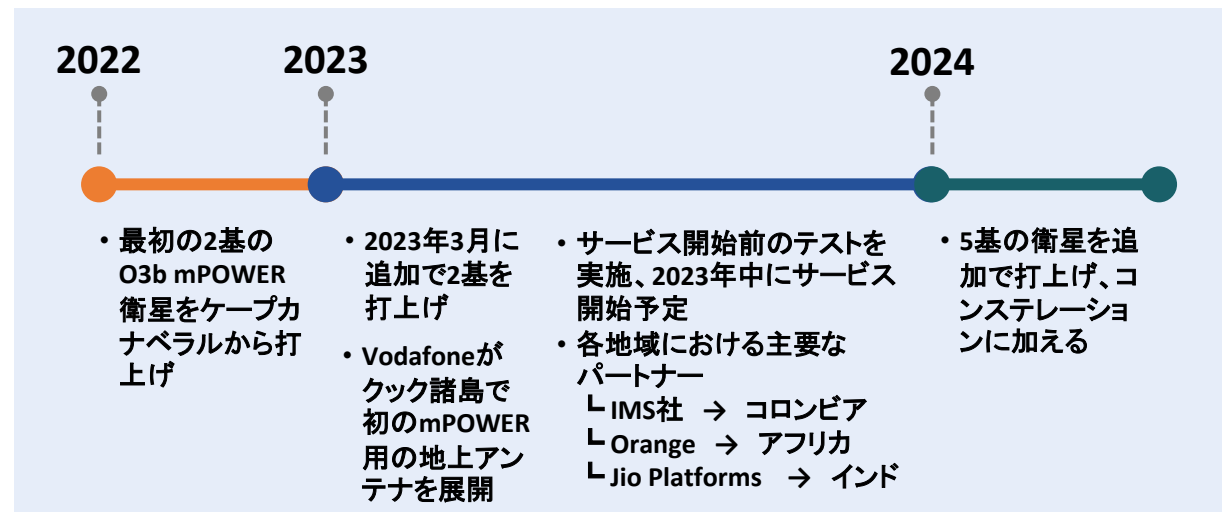 2022
2023
2024
・最初の2基の
O3b mPOWER
衛星をケープカ
ナベラルから打
上げ
・2023年3月に
追加で2基を
打上げ
・Vodafoneが
クック諸島で
初のmPOWER
用の地上アン
テナを展開
・サービス開始前のテストを
実施、2023年中にサービス
開始予定
・各地域における主要な
パートナー
┗ IMS社 → コロンビア
┗ Orange → アフリカ
┗ Jio Platforms → インド
・5基の衛星を追
加で打上げ、コ
ンステレーショ
ンに加える